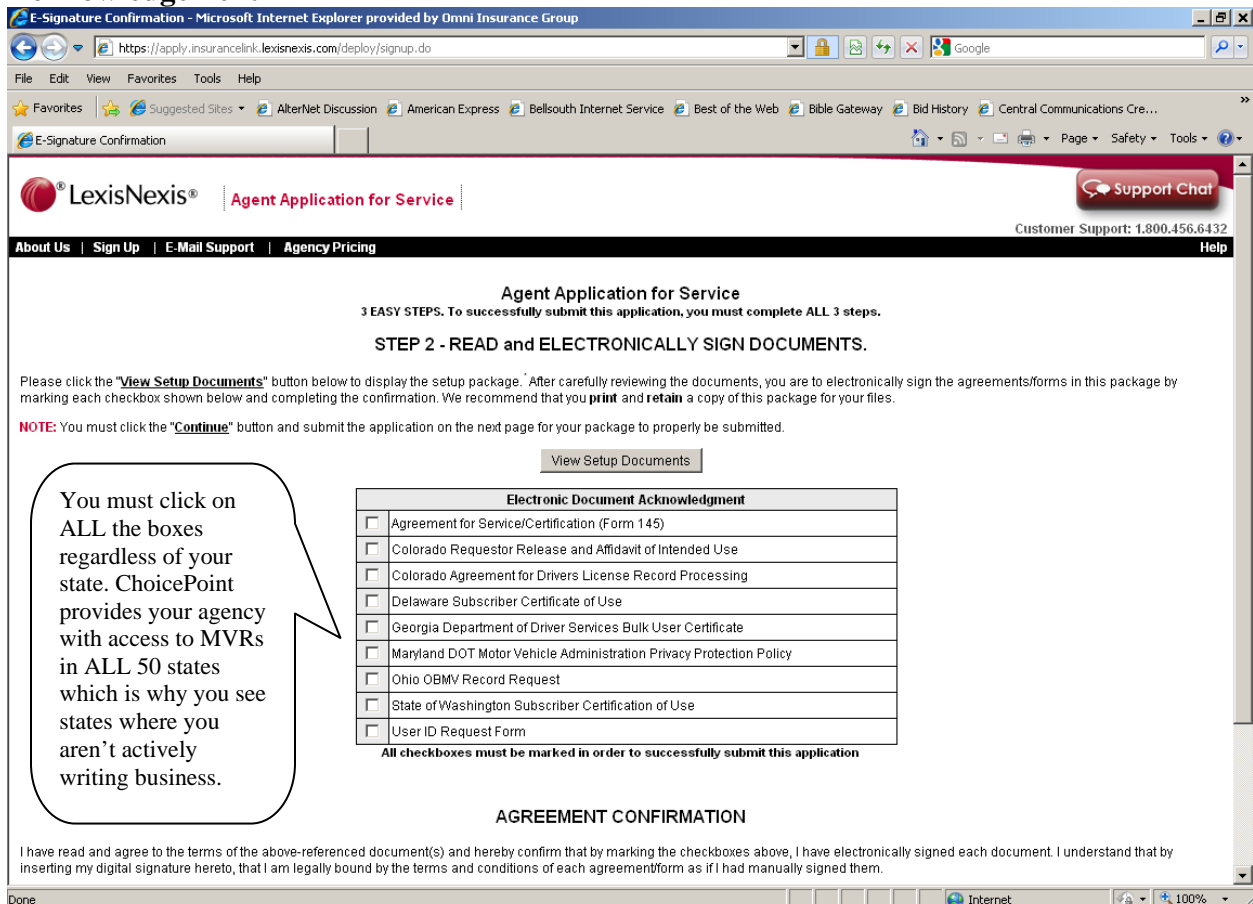 E-Signature Confirmation - Microsoft Internet Explorer provided by Omni Insurance Group
https://apply.insurancelink.lexisnexis.com/deploy/signup.do
Google
File Edit View Favorites Tools Help
Favorites Suggested Sites AlterNet Discussion American Express Bellsouth Internet Service Best of the Web Bible Gateway Bid History Central Communications Cre... »
E-Signature Confirmation
Page Safety Tools
® LexisNexis® Agent Application for Service
Support Chat
Customer Support: 1.800.456.6432
About Us | Sign Up | E-Mail Support | Agency Pricing Help
Agent Application for Service
3 EASY STEPS. To successfully submit this application, you must complete ALL 3 steps.
STEP 2 - READ and ELECTRONICALLY SIGN DOCUMENTS.
Please click the "View Setup Documents" button below to display the setup package. After carefully reviewing the documents, you are to electronically sign the agreements/forms in this package by
marking each checkbox shown below and completing the confirmation. We recommend that you print and retain a copy of this package for your files.
NOTE: You must click the "Continue" button and submit the application on the next page for your package to properly be submitted.
View Setup Documents
You must click on
ALL the boxes
regardless of your
state. ChoicePoint
provides your agency
with access to MVRs
in ALL 50 states
which is why you see
states where you
aren't actively
writing business.
Electronic Document Acknowledgment
Agreement for Service/Certification (Form 145)
Colorado Requestor Release and Affidavit of Intended Use
Colorado Agreement for Drivers License Record Processing
Delaware Subscriber Certificate of Use
Georgia Department of Driver Services Bulk User Certificate
Maryland DOT Motor Vehicle Administration Privacy Protection Policy
Ohio OBMV Record Request
State of Washington Subscriber Certification of Use
User ID Request Form
All checkboxes must be marked in order to successfully submit this application
AGREEMENT CONFIRMATION
I have read and agree to the terms of the above-referenced document(s) and hereby confirm that by marking the checkboxes above, I have electronically signed each document. I understand that by
inserting my digital signature hereto, that I am legally bound by the terms and conditions of each agreement/form as if I had manually signed them.
Done Internet 100%